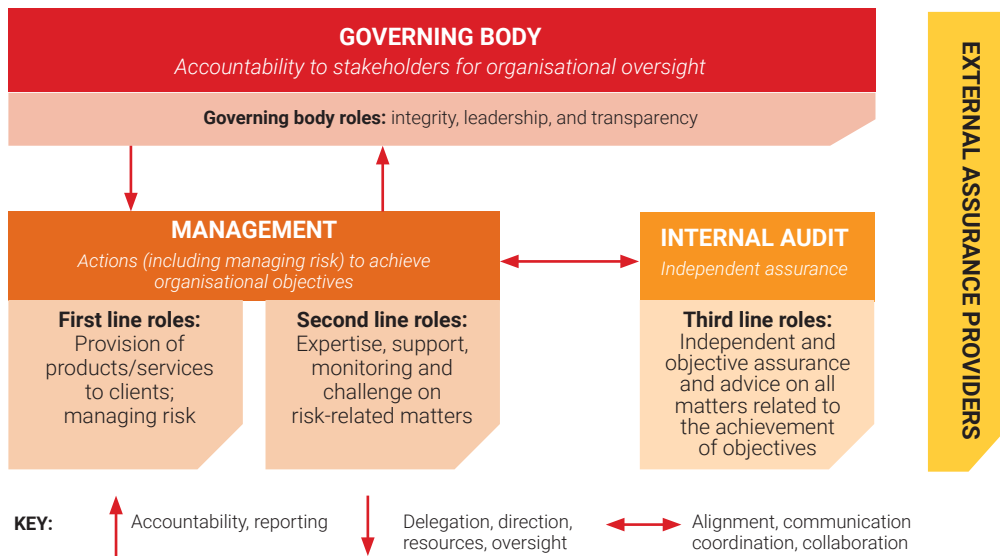 GOVERNING BODY
Accountability to stakeholders for organisational oversight
Governing body roles: integrity, leadership, and transparency
MANAGEMENT
Actions (including managing risk) to achieve
organisational objectives
First line roles:
Provision of
products/services
to clients;
managing risk
Second line roles:
Expertise, support,
monitoring and
challenge on
risk-related matters
INTERNAL AUDIT
Independent assurance
Third line roles:
Independent and
objective assurance
and advice on all
matters related to
the achievement
of objectives
EXTERNAL ASSURANCE PROVIDERS
KEY:
Accountability, reporting
Delegation, direction,
resources, oversight
Alignment, communication
coordination, collaboration